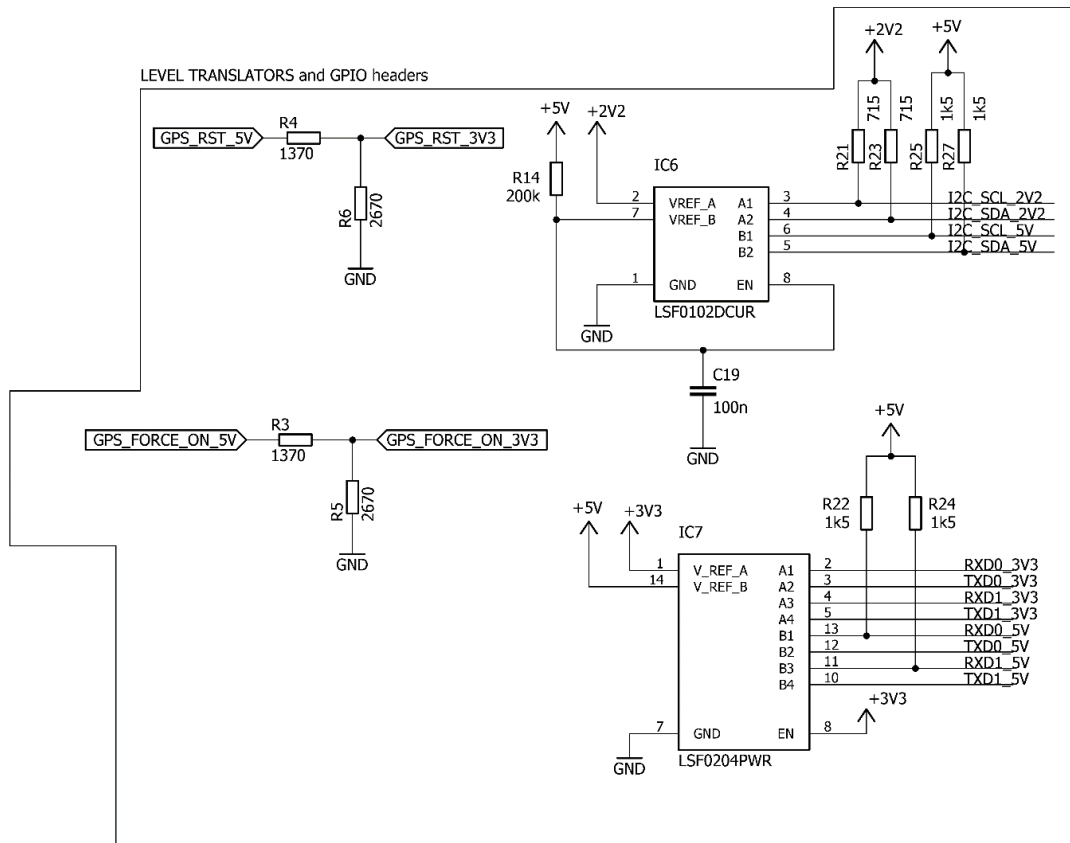 LEVEL TRANSLATORS and GPIO headers
GPS_RST_5V
R4
1370
GPS_RST_3V3
R6
2670
GND
+5V
R14
200k
+2V2
IC6
2 VREF_A A1 3
7 VREF_B A2 4
B1 6
B2 5
1 GND EN 8
LSF0102DCUR
GND
C19
100n
GND
+2V2
+5V
R21 715
R23 715
R25 1k5
R27 1k5
I2C_SCL_2V2
I2C_SDA_2V2
I2C_SCL_5V
I2C_SDA_5V
GPS_FORCE_ON_5V
R3
1370
GPS_FORCE_ON_3V3
R5
2670
GND
+5V
+3V3
IC7
1 V_REF_A A1 2
14 V_REF_B A2 3
A3 4
A4 5
B1 13
B2 12
B3 11
B4 10
7 GND EN 8
LSF0204PWR
GND
+5V
R22
1k5
R24
1k5
RXD0_3V3
TXD0_3V3
RXD1_3V3
TXD1_3V3
RXD0_5V
TXD0_5V
RXD1_5V
TXD1_5V
+3V3